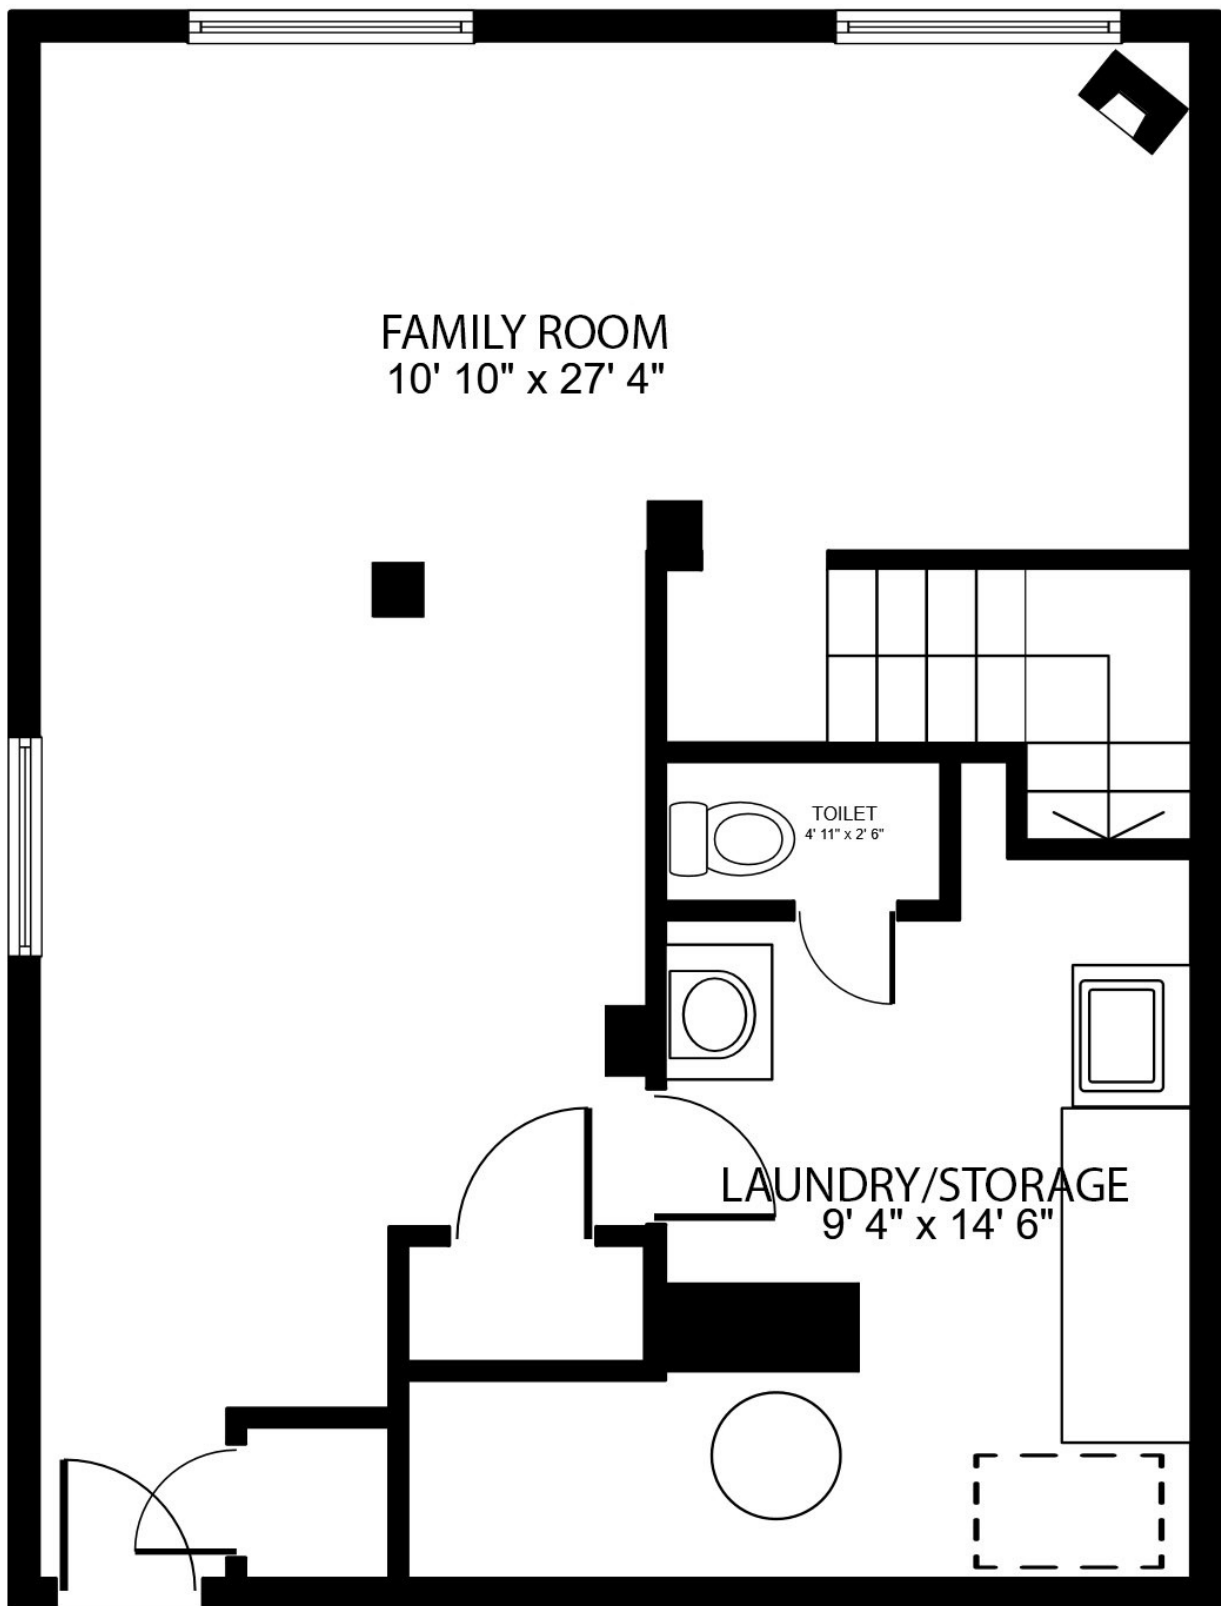 FAMILY ROOM
10' 10" x 27' 4"
TOILET
4' 11" x 2' 6"
LAUNDRY/STORAGE
9' 4" x 14' 6"